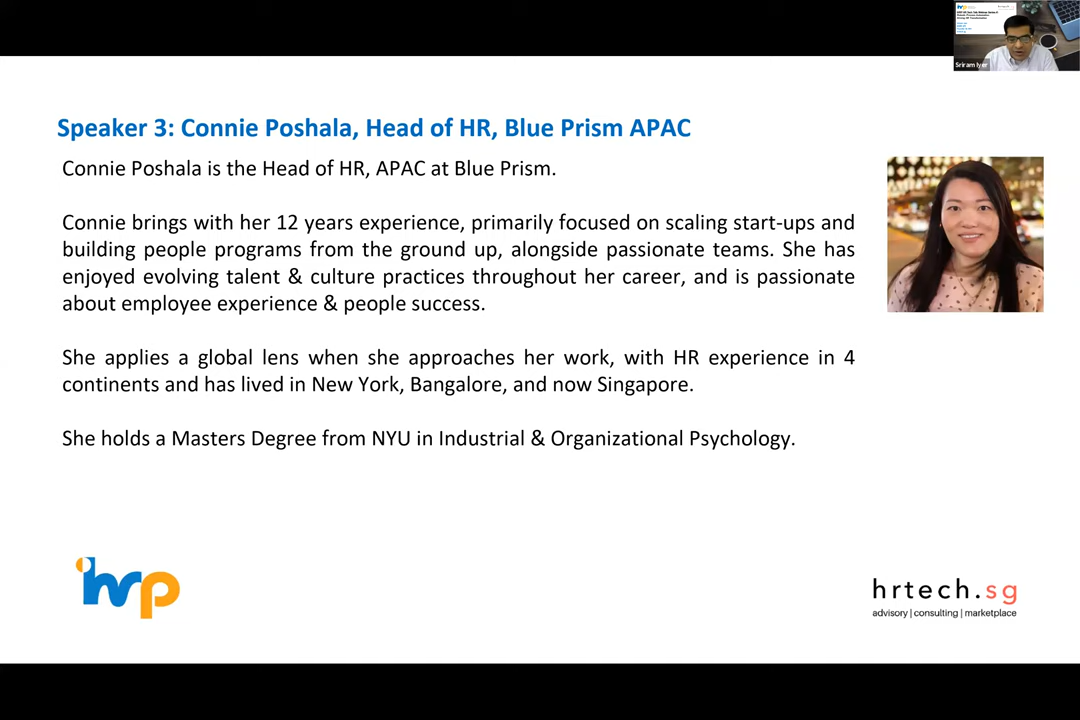 Sriram Iyer
Speaker 3: Connie Poshala, Head of HR, Blue Prism APAC
Connie Poshala is the Head of HR, APAC at Blue Prism.
Connie brings with her 12 years experience, primarily focused on scaling start-ups and
building people programs from the ground up, alongside passionate teams. She has
enjoyed evolving talent & culture practices throughout her career, and is passionate
about employee experience & people success.
She applies a global lens when she approaches her work, with HR experience in 4
continents and has lived in New York, Bangalore, and now Singapore.
She holds a Masters Degree from NYU in Industrial & Organizational Psychology.
ihrp
hrtech.sg
advisory | consulting | marketplace